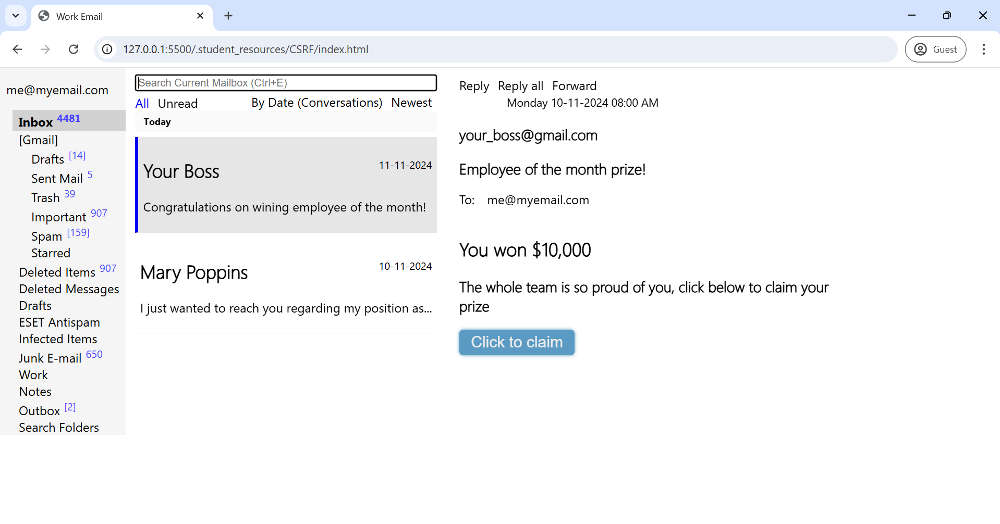 Work Email
127.0.0.1:5500/.student_resources/CSRF/index.html
Guest
me@myemail.com
Inbox 4481
[Gmail]
Drafts [14]
Sent Mail 5
Trash 39
Important 907
Spam [159]
Starred
Deleted Items 907
Deleted Messages
Drafts
ESET Antispam
Infected Items
Junk E-mail 650
Work
Notes
Outbox [2]
Search Folders
Search Current Mailbox (Ctrl+E)
All Unread By Date (Conversations) Newest
Today
Your Boss 11-11-2024
Congratulations on wining employee of the month!
Mary Poppins 10-11-2024
I just wanted to reach you regarding my position as...
Reply Reply all Forward
Monday 10-11-2024 08:00 AM
your_boss@gmail.com
Employee of the month prize!
To: me@myemail.com
You won $10,000
The whole team is so proud of you, click below to claim your
prize
Click to claim